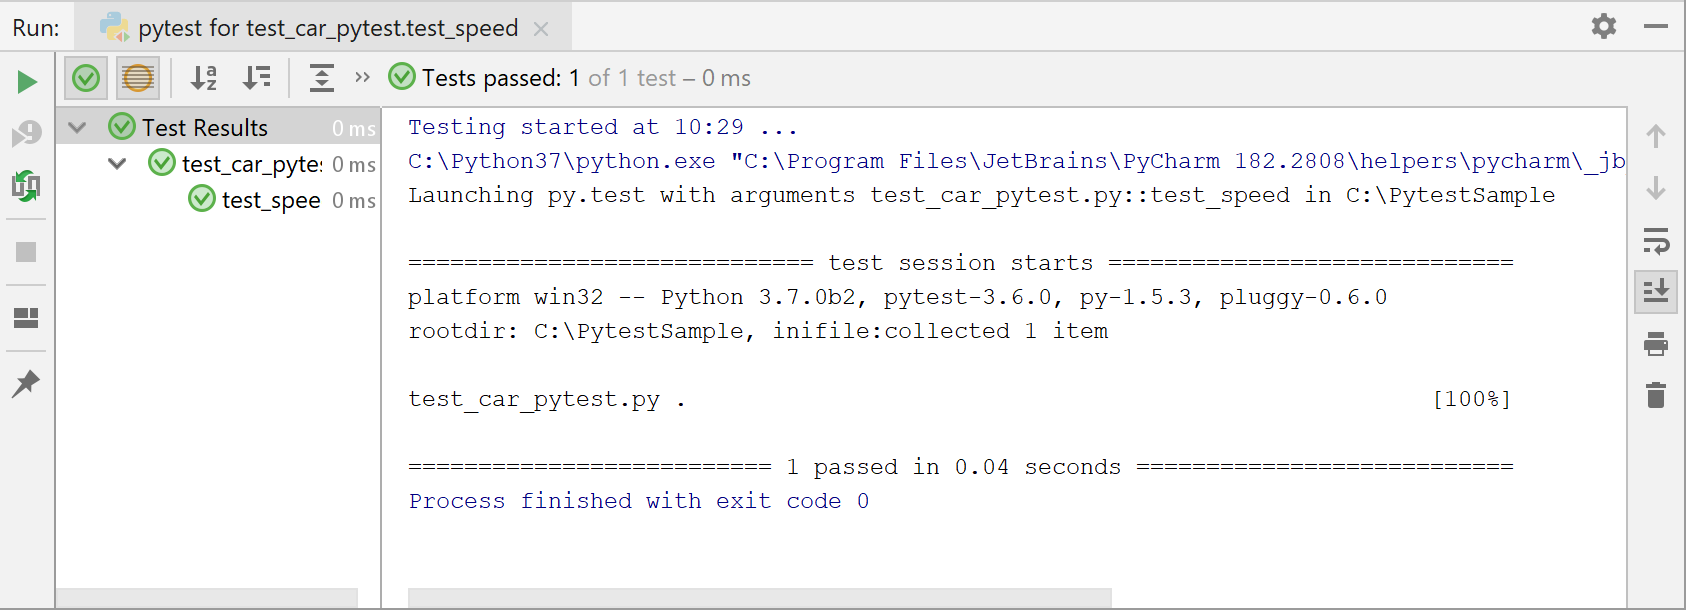 Run: pytest for test_car_pytest.test_speed
Tests passed: 1 of 1 test – 0 ms
Test Results 0 ms
test_car_pytes 0 ms
test_spee 0 ms
Testing started at 10:29 ...
C:\Python37\python.exe "C:\Program Files\JetBrains\PyCharm 182.2808\helpers\pycharm\_jb
Launching py.test with arguments test_car_pytest.py::test_speed in C:\PytestSample
============================= test session starts =============================
platform win32 -- Python 3.7.0b2, pytest-3.6.0, py-1.5.3, pluggy-0.6.0
rootdir: C:\PytestSample, inifile:collected 1 item
test_car_pytest.py . [100%]
========================== 1 passed in 0.04 seconds ===========================
Process finished with exit code 0